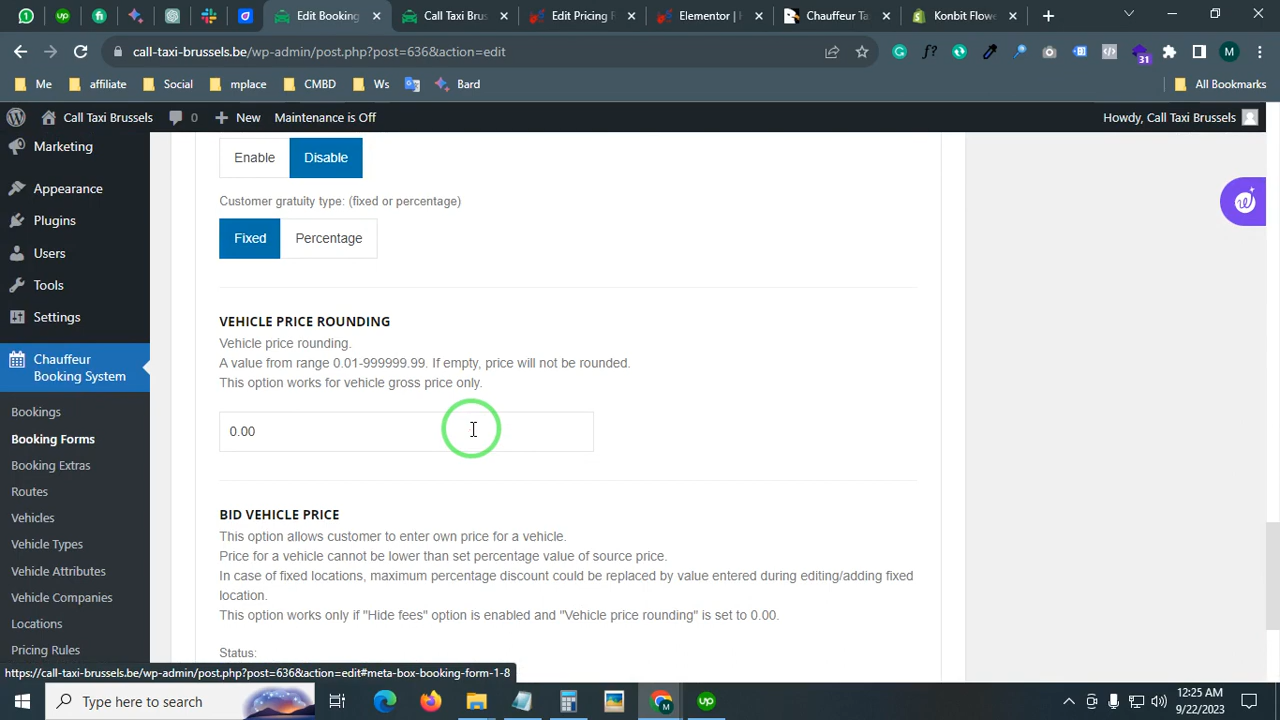 Edit Booking
Call Taxi Brus
Edit Pricing R
Elementor | P
Chauffeur Ta
Konbit Flowe
call-taxi-brussels.be/wp-admin/post.php?post=636&action=edit
31
M
Me
affiliate
Social
mplace
CMBD
Ws
Bard
All Bookmarks
Call Taxi Brussels
0
New
Maintenance is Off
Howdy, Call Taxi Brussels
Marketing
Appearance
Plugins
Users
Tools
Settings
Chauffeur
Booking System
Bookings
Booking Forms
Booking Extras
Routes
Vehicles
Vehicle Types
Vehicle Attributes
Vehicle Companies
Locations
Pricing Rules
Enable
Disable
Customer gratuity type: (fixed or percentage)
Fixed
Percentage
VEHICLE PRICE ROUNDING
Vehicle price rounding.
A value from range 0.01-999999.99. If empty, price will not be rounded.
This option works for vehicle gross price only.
0.00
BID VEHICLE PRICE
This option allows customer to enter own price for a vehicle.
Price for a vehicle cannot be lower than set percentage value of source price.
In case of fixed locations, maximum percentage discount could be replaced by value entered during editing/adding fixed
location.
This option works only if "Hide fees" option is enabled and "Vehicle price rounding" is set to 0.00.
Status:
https://call-taxi-brussels.be/wp-admin/post.php?post=636&action=edit#meta-box-booking-form-1-8
Type here to search
12:25 AM
9/22/2023